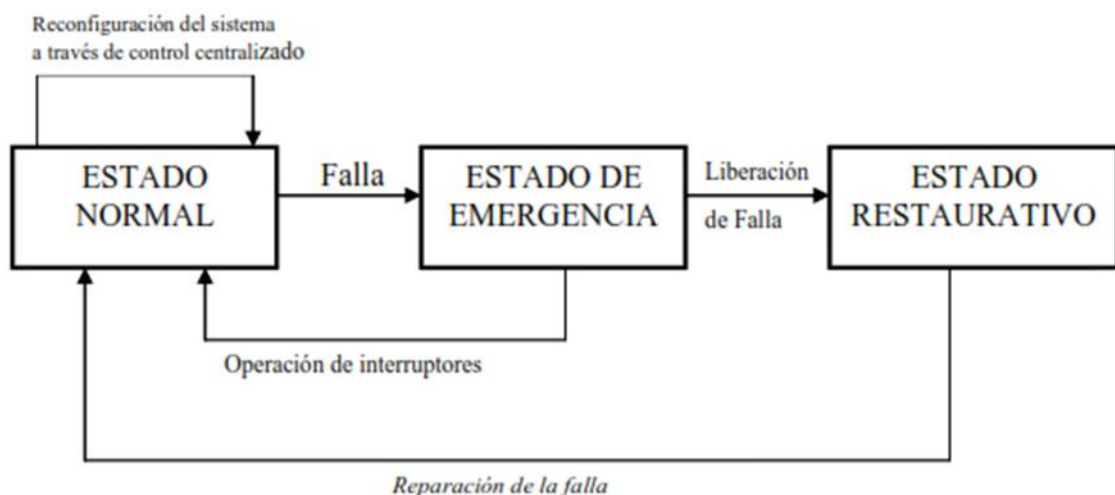 Reconfiguración del sistema
a través de control centralizado
ESTADO
NORMAL
Falla
ESTADO DE
EMERGENCIA
Liberación
de Falla
ESTADO
RESTAURATIVO
Operación de interruptores
Reparación de la falla